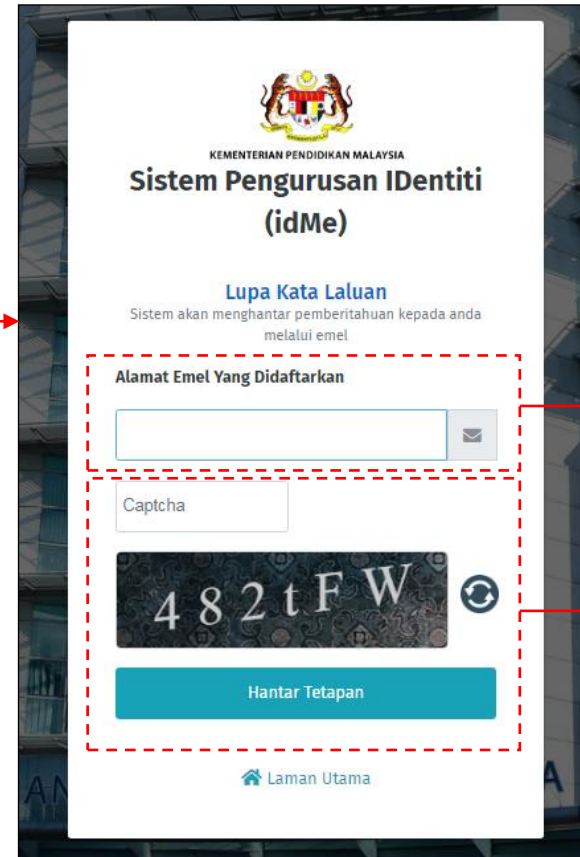 KEMENTERIAN PENDIDIKAN MALAYSIA
Sistem Pengurusan IDentiti
(idMe)
Lupa Kata Laluan
Sistem akan menghantar pemberitahuan kepada anda
melalui emel
Alamat Emel Yang Didaftarkan
Captcha
482tFW
Hantar Tetapan
Laman Utama
AN
A